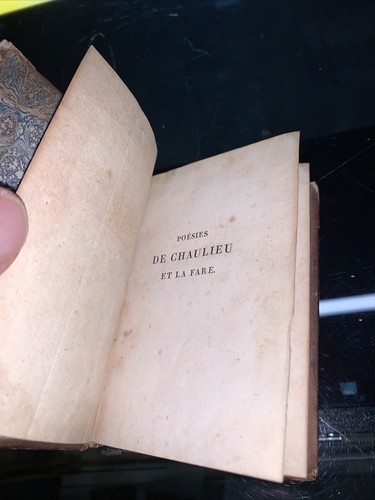 POÉSIES
DE CHAULIEU
ET LA FARE.